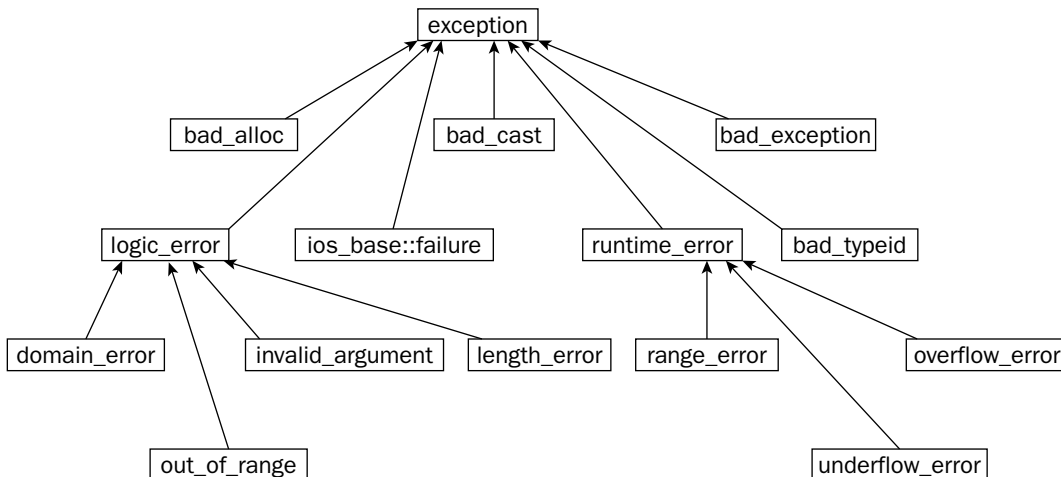 exception
bad_alloc
bad_cast
bad_exception
logic_error
ios_base::failure
runtime_error
bad_typeid
domain_error
invalid_argument
length_error
range_error
overflow_error
out_of_range
underflow_error